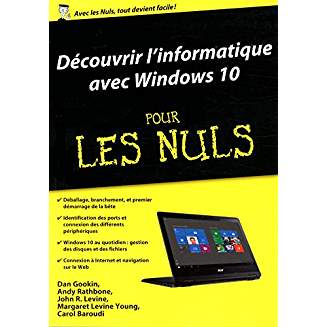 Avec les Nuls, tout devient facile !
Découvrir l'informatique
avec Windows 10
POUR
LES NULS
Déballage, branchement, et premier
démarrage de la bête
Identification des ports et
connexion des différents
périphériques
Windows 10 au quotidien : gestion
des disques et des fichiers
Connexion à Internet et navigation
sur le Web
Dan Gookin,
Andy Rathbone,
John R. Levine,
Margaret Levine Young,
Carol Baroudi